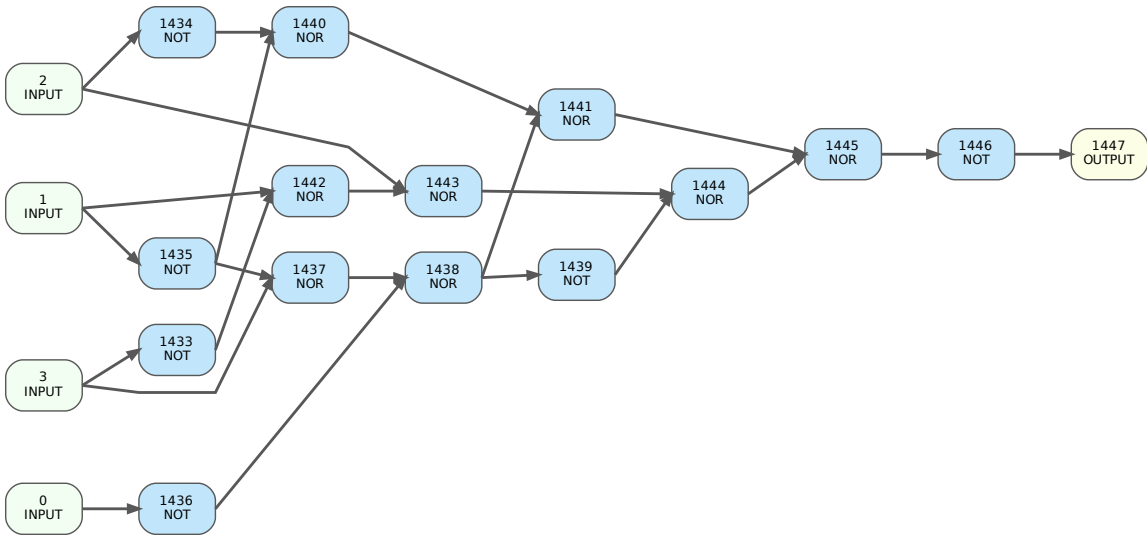 1434
NOT
1440
NOR
2
INPUT
1441
NOR
1445
NOR
1446
NOT
1447
OUTPUT
1442
NOR
1443
NOR
1444
NOR
1
INPUT
1435
NOT
1437
NOR
1438
NOR
1439
NOT
1433
NOT
3
INPUT
0
INPUT
1436
NOT